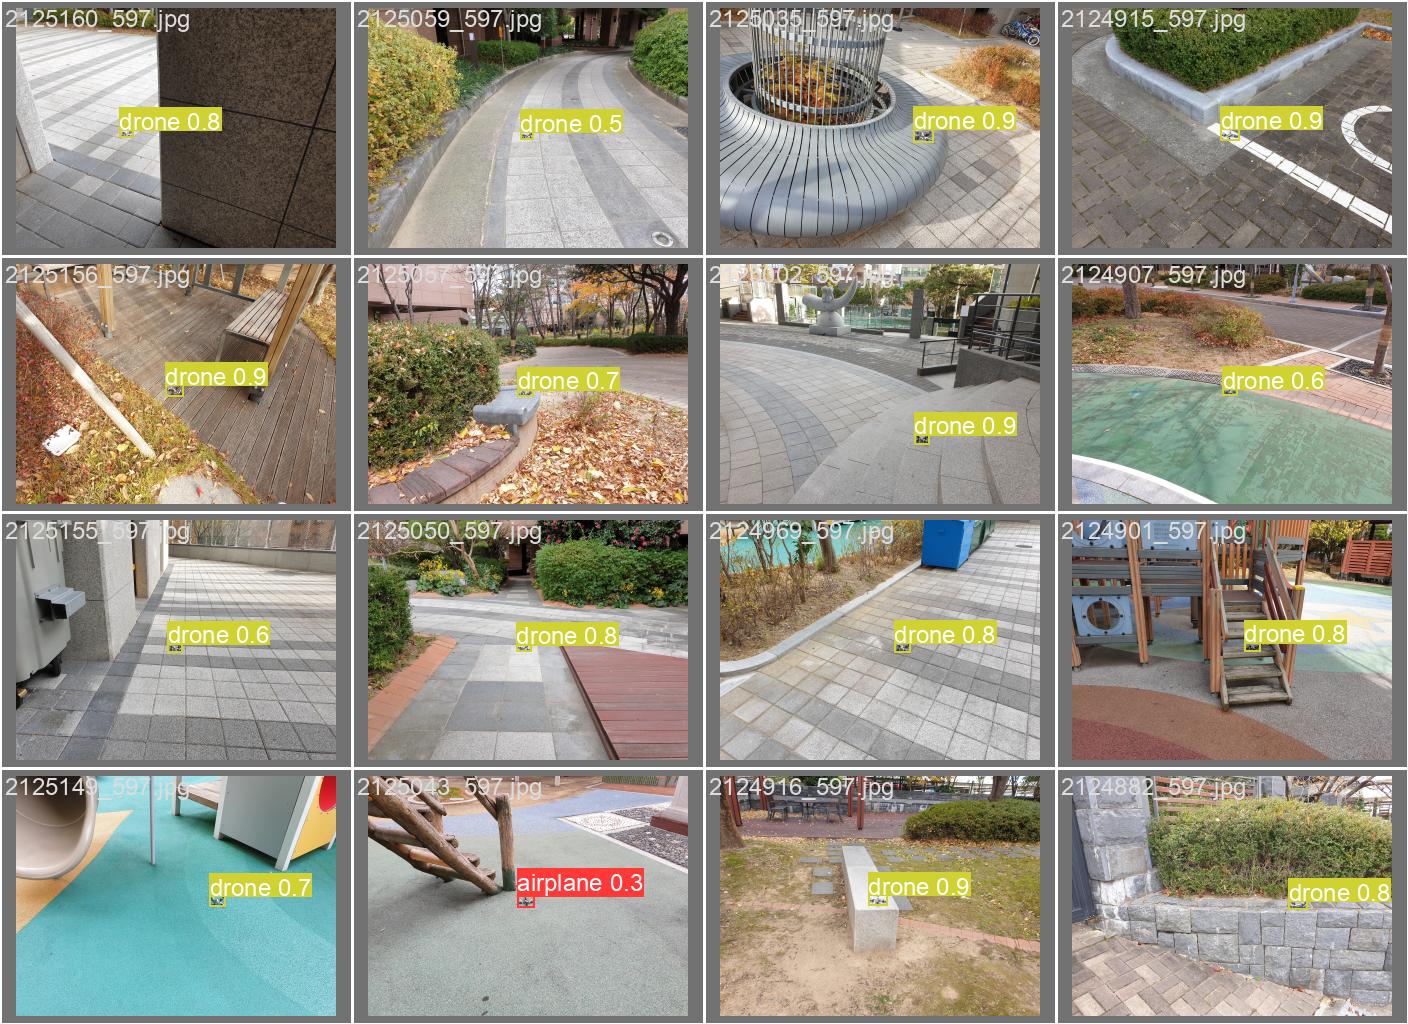 2125160_597.jpg
drone 0.8
2125059_597.jpg
drone 0.5
2125035_597.jpg
drone 0.9
2124915_597.jpg
drone 0.9
2125156_597.jpg
drone 0.9
2125057_597.jpg
drone 0.7
drone 0.9
2124907_597.jpg
drone 0.6
2125155_597.jpg
drone 0.6
2125050_597.jpg
drone 0.8
2124969_597.jpg
drone 0.8
2124901_597.jpg
drone 0.8
2125149_597.jpg
drone 0.7
2125043_597.jpg
airplane 0.3
2124916_597.jpg
drone 0.9
2124882_597.jpg
drone 0.8